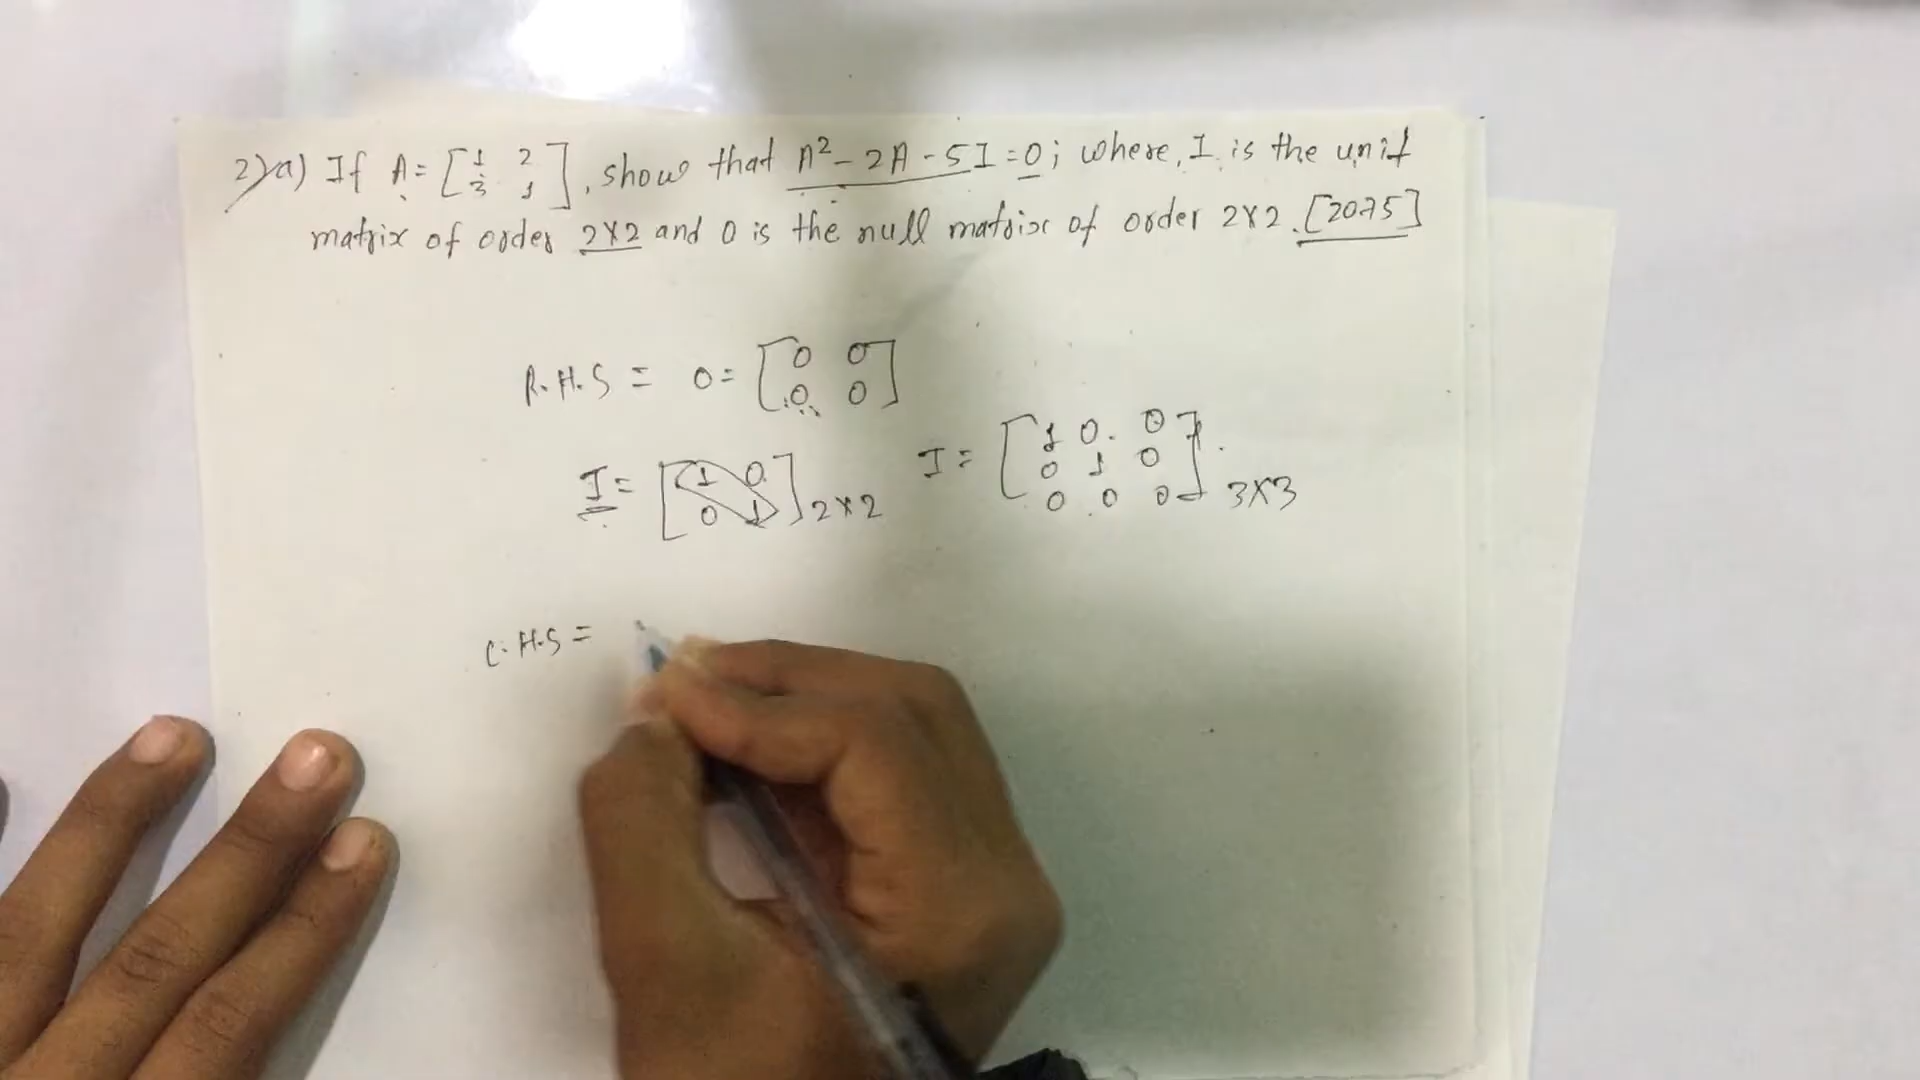 2)a) If A = [1 2
3 1], show that A² - 2A - 5I = 0; where, I is the unit
matrix of order 2×2 and 0 is the null matrix of order 2×2. [2075]
R.H.S = 0 = [0 0
0 0]
I = [1 0
0 1] 2×2
I = [1 0 0
0 1 0
0 0 0] 3×3
L.H.S =